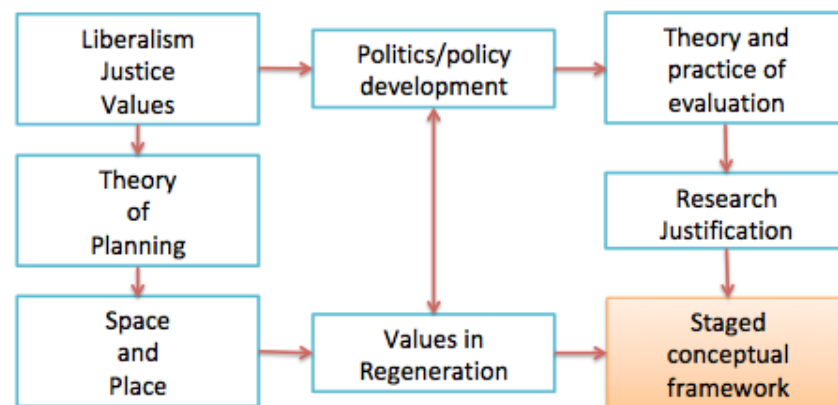 Liberalism
Justice
Values
Politics/policy
development
Theory and
practice of
evaluation
Theory
of
Planning
Research
Justification
Space
and
Place
Values in
Regeneration
Staged
conceptual
framework